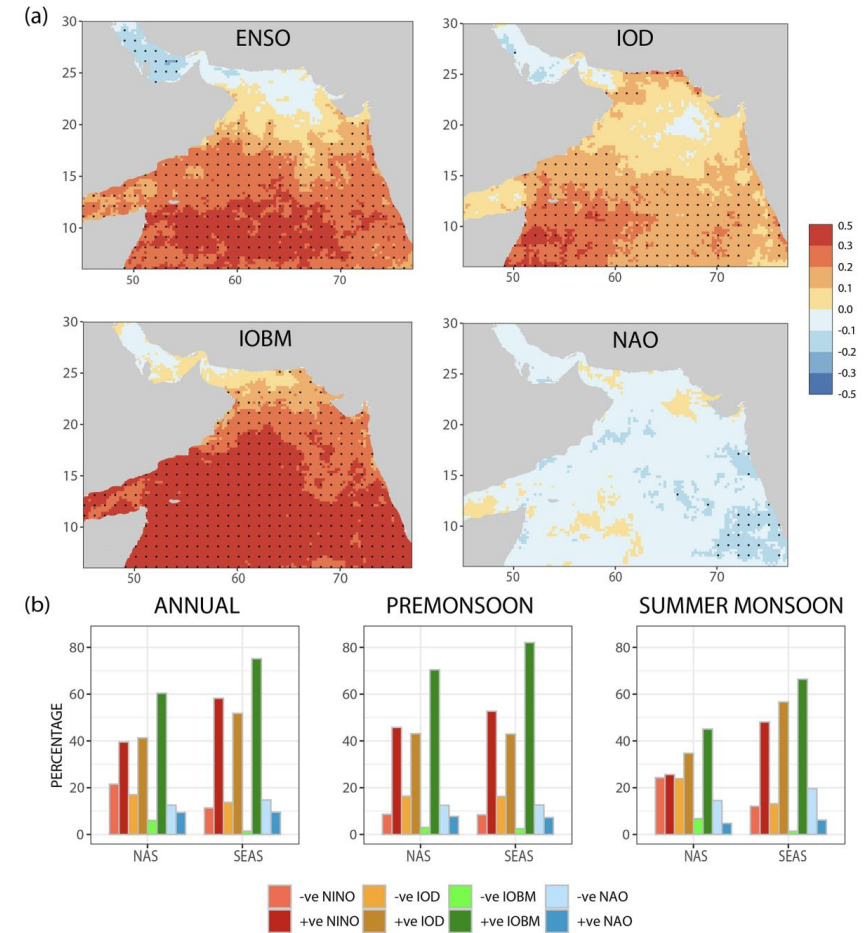 (a)
ENSO
30
25
20
15
10
50 60 70
IOD
30
25
20
15
10
50 60 70
0.5
0.3
0.2
0.1
0.0
-0.1
-0.2
-0.3
-0.5
IOBM
30
25
20
15
10
50 60 70
NAO
30
25
20
15
10
50 60 70
(b)
ANNUAL
PERCENTAGE
80
60
40
20
0
NAS SEAS
PREMONSOON
80
60
40
20
0
NAS SEAS
SUMMER MONSOON
80
60
40
20
0
NAS SEAS
-ve NINO -ve IOD -ve IOBM -ve NAO
+ve NINO +ve IOD +ve IOBM +ve NAO